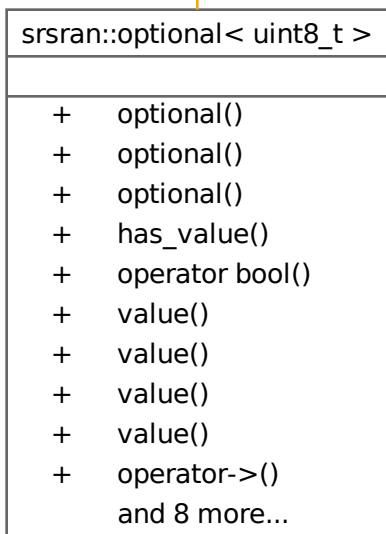 srsran::optional< uint8_t >
+ optional()
+ optional()
+ optional()
+ has_value()
+ operator bool()
+ value()
+ value()
+ value()
+ value()
+ operator->()
and 8 more...